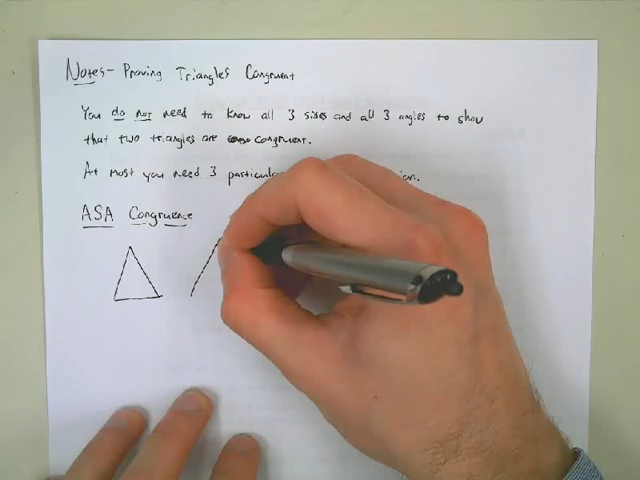 Notes - Proving Triangles Congruent
You do not need to know all 3 sides and all 3 angles to show
that two triangles are congruent.
At most you need 3
ASA Congruence